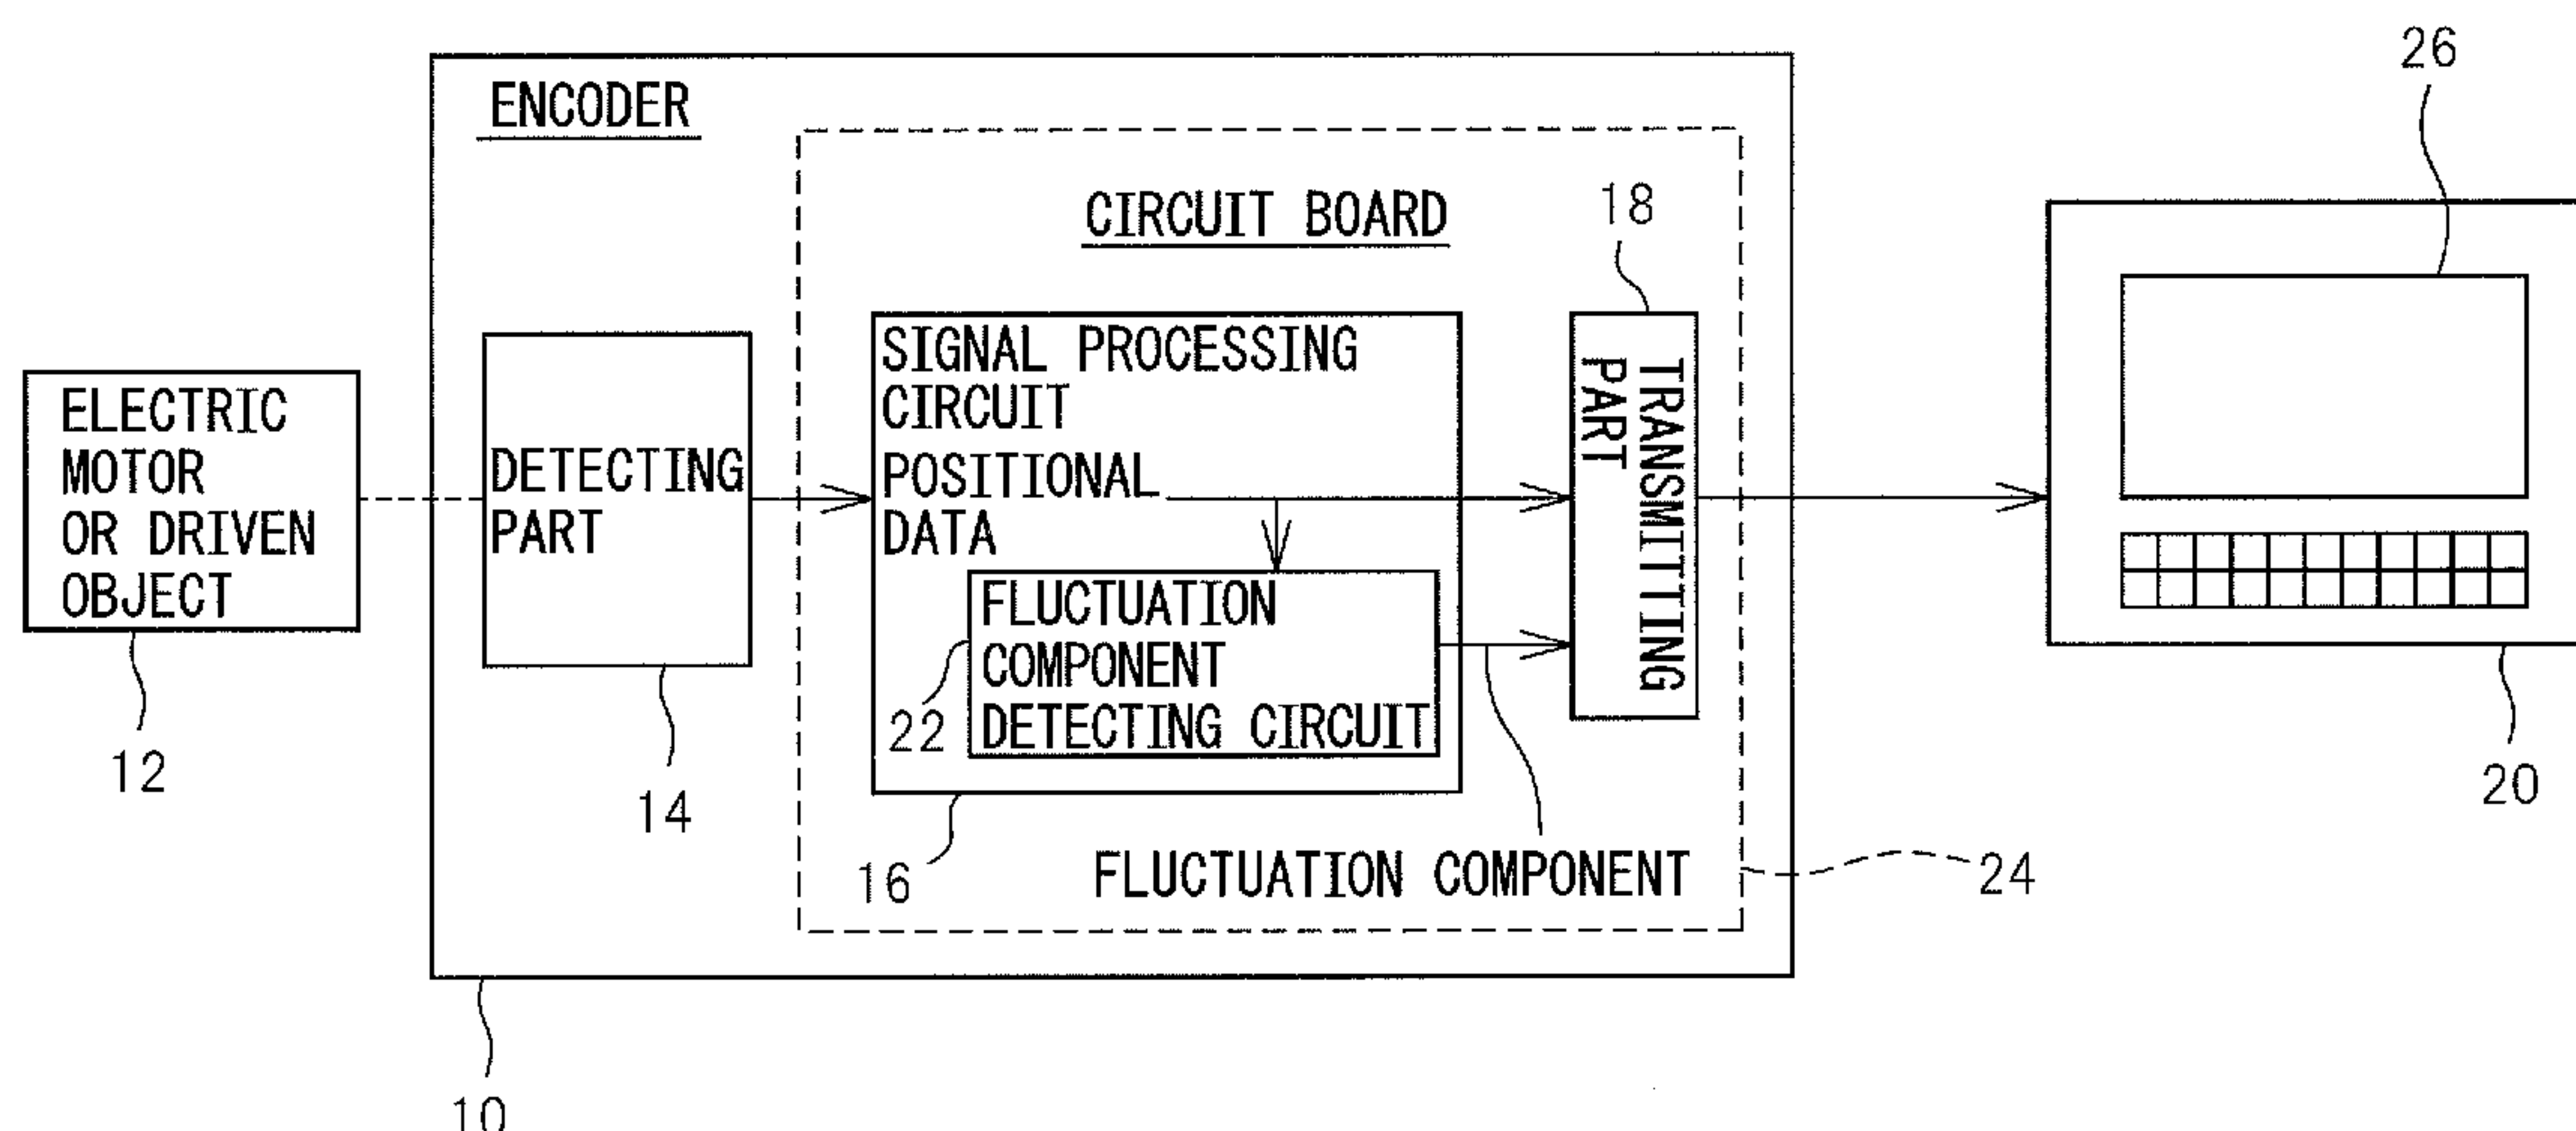 26
ENCODER
CIRCUIT BOARD
18
ELECTRIC
MOTOR
OR DRIVEN
OBJECT
12
DETECTING
PART
14
SIGNAL PROCESSING
CIRCUIT
POSITIONAL
DATA
FLUCTUATION
COMPONENT
DETECTING CIRCUIT
22
16
TRANSMITTING
PART
FLUCTUATION COMPONENT
24
20
10